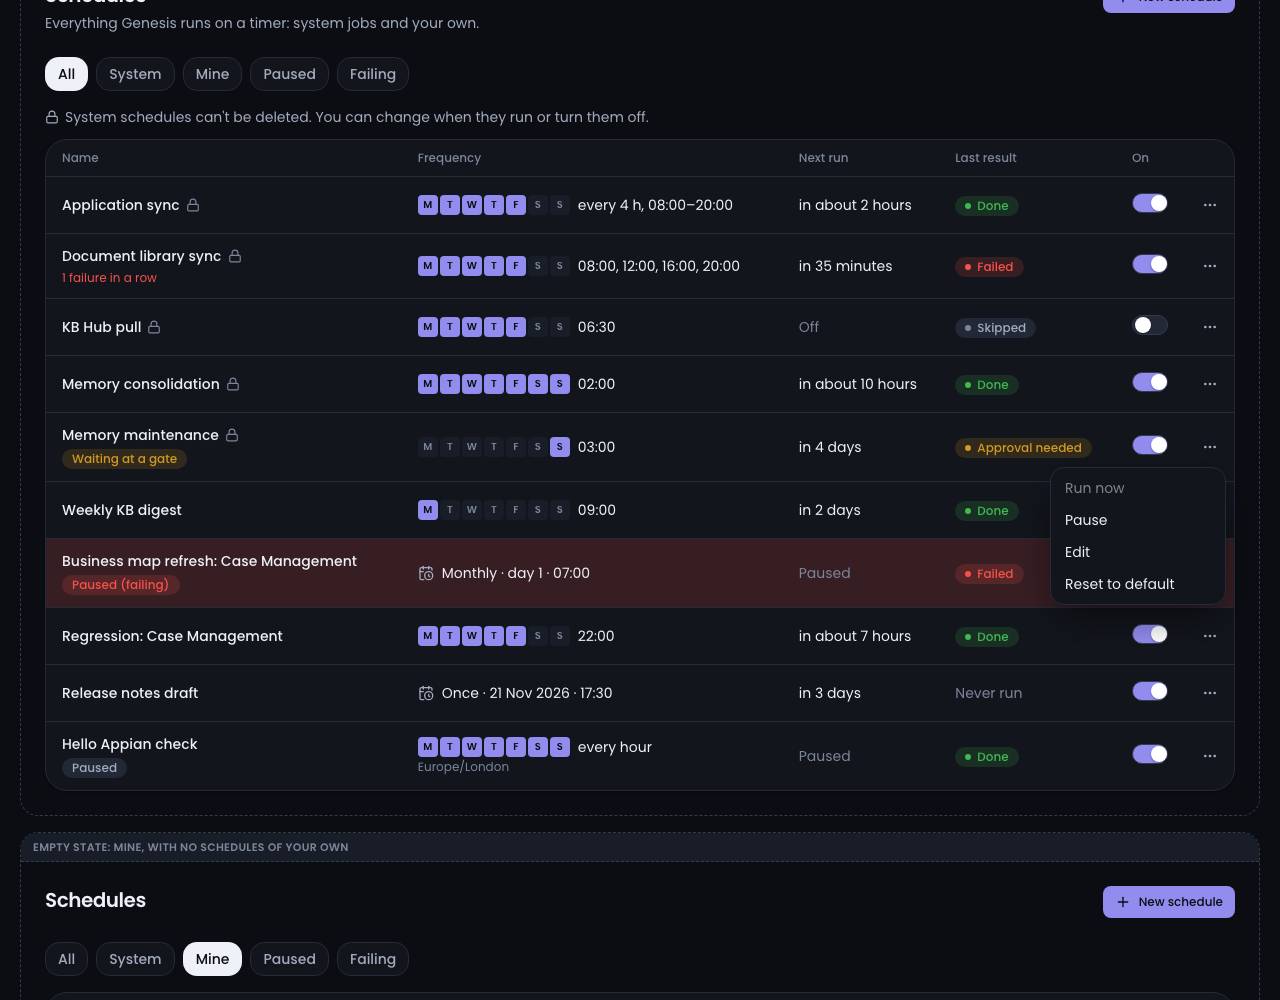 Schedules
New schedule
Everything Genesis runs on a timer: system jobs and your own.
All System Mine Paused Failing
System schedules can't be deleted. You can change when they run or turn them off.
Name Frequency Next run Last result On
Application sync M T W T F S S every 4 h, 08:00–20:00 in about 2 hours Done
Document library sync M T W T F S S 08:00, 12:00, 16:00, 20:00 in 35 minutes Failed
1 failure in a row
KB Hub pull M T W T F S S 06:30 Off Skipped
Memory consolidation M T W T F S S 02:00 in about 10 hours Done
Memory maintenance M T W T F S S 03:00 in 4 days Approval needed
Waiting at a gate
Run now
Weekly KB digest M T W T F S S 09:00 in 2 days Done
Pause
Edit
Business map refresh: Case Management Monthly · day 1 · 07:00 Paused Failed
Paused (failing)
Reset to default
Regression: Case Management M T W T F S S 22:00 in about 7 hours Done
Release notes draft Once · 21 Nov 2026 · 17:30 in 3 days Never run
Hello Appian check M T W T F S S every hour Paused Done
Paused Europe/London
EMPTY STATE: MINE, WITH NO SCHEDULES OF YOUR OWN
Schedules
New schedule
All System Mine Paused Failing